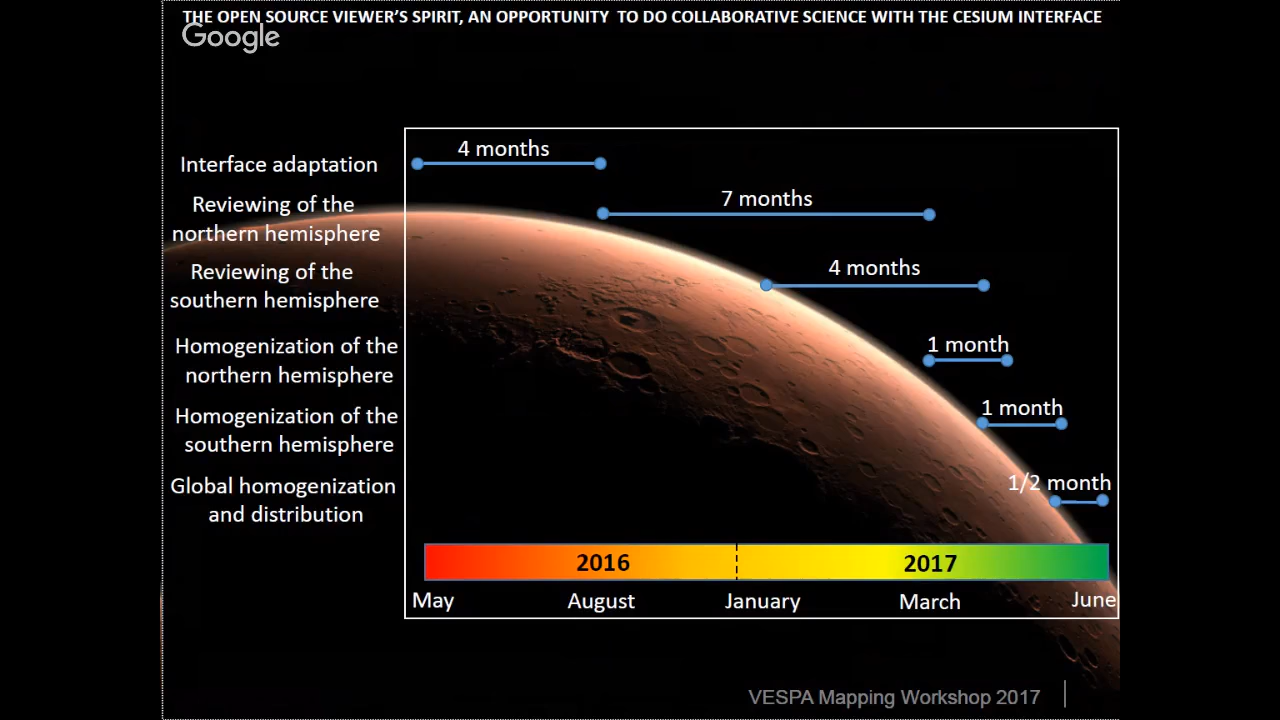 THE OPEN SOURCE VIEWER'S SPIRIT, AN OPPORTUNITY TO DO COLLABORATIVE SCIENCE WITH THE CESIUM INTERFACE
Google
4 months
Interface adaptation
7 months
Reviewing of the
northern hemisphere
4 months
Reviewing of the
southern hemisphere
1 month
Homogenization of the
northern hemisphere
1 month
Homogenization of the
southern hemisphere
1/2 month
Global homogenization
and distribution
2016 2017
May August January March June
VESPA Mapping Workshop 2017